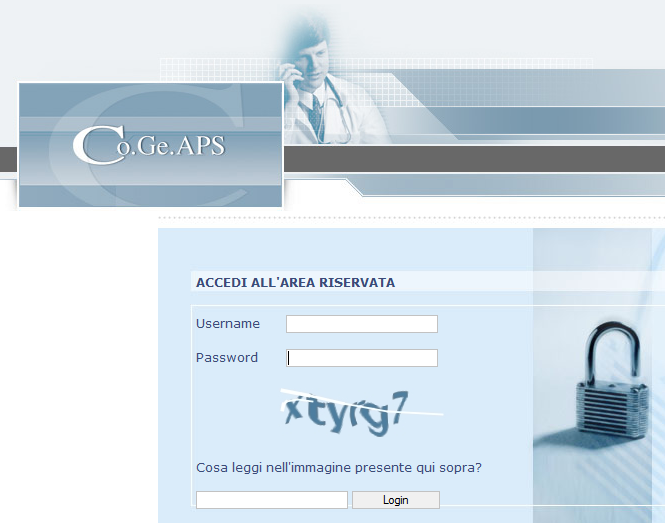 Co.Ge.APS
ACCEDI ALL'AREA RISERVATA
Username
Password
Cosa leggi nell'immagine presente qui sopra?
Login